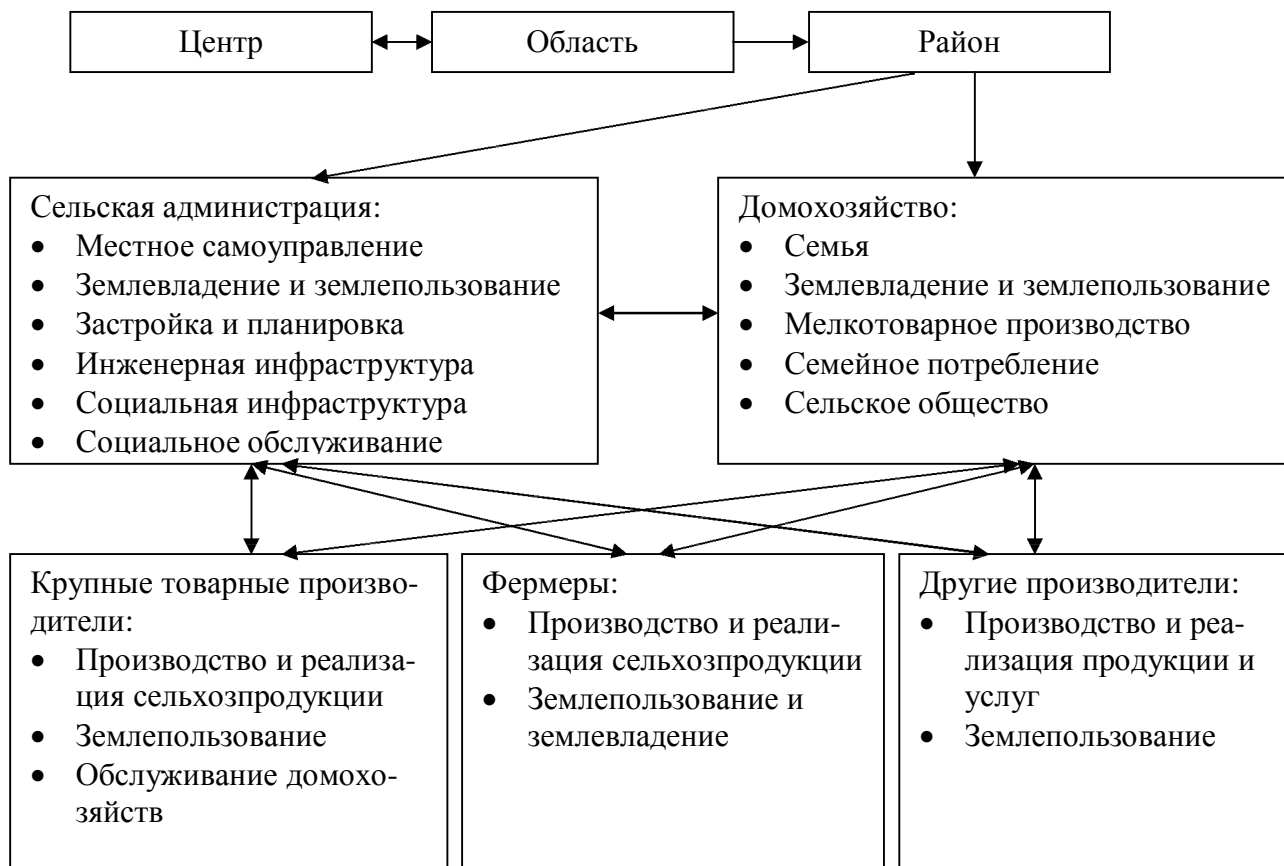 Центр
Область
Район
Сельская администрация:
• Местное самоуправление
• Землевладение и землепользование
• Застройка и планировка
• Инженерная инфраструктура
• Социальная инфраструктура
• Социальное обслуживание
Домохозяйство:
• Семья
• Землевладение и землепользование
• Мелкотоварное производство
• Семейное потребление
• Сельское общество
Крупные товарные произво-
дители:
• Производство и реализа-
ция сельхозпродукции
• Землепользование
• Обслуживание домохо-
зяйств
Фермеры:
• Производство и реали-
зация сельхозпродукции
• Землепользование и
землевладение
Другие производители:
• Производство и реа-
лизация продукции и
услуг
• Землепользование